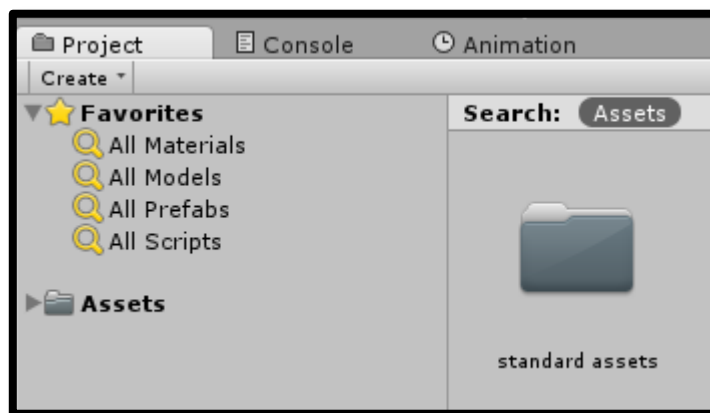 Project Console Animation
Create
Favorites Search: Assets
All Materials
All Models
All Prefabs
All Scripts
Assets
standard assets